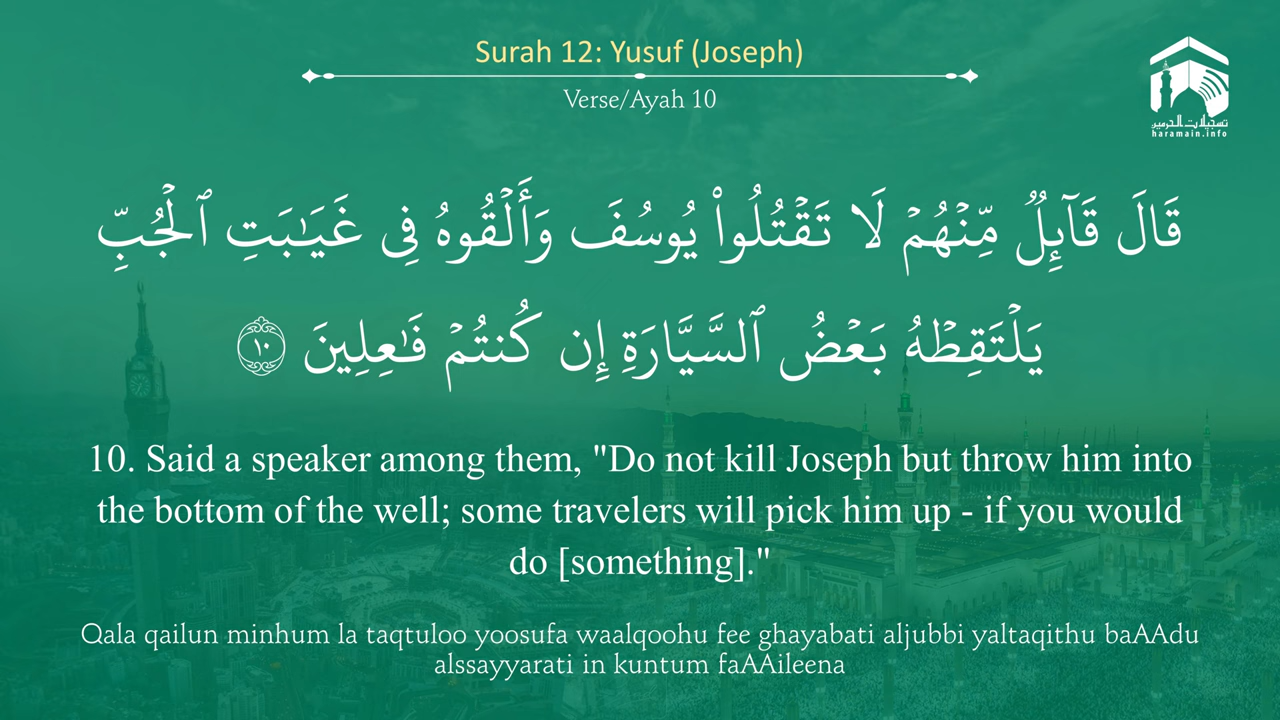 Surah 12: Yusuf (Joseph)
Verse/Ayah 10
تسجيلات الحرمين
haramain.info
قَالَ قَآئِلٌۭ مِّنْهُمْ لَا تَقْتُلُوا۟ يُوسُفَ وَأَلْقُوهُ فِى غَيَـٰبَتِ ٱلْجُبِّ
يَلْتَقِطْهُ بَعْضُ ٱلسَّيَّارَةِ إِن كُنتُمْ فَـٰعِلِينَ ١٠
10. Said a speaker among them, "Do not kill Joseph but throw him into
the bottom of the well; some travelers will pick him up - if you would
do [something]."
Qala qailun minhum la taqtuloo yoosufa waalqoohu fee ghayabati aljubbi yaltaqithu baAAdu
alssayyarati in kuntum faAAileena